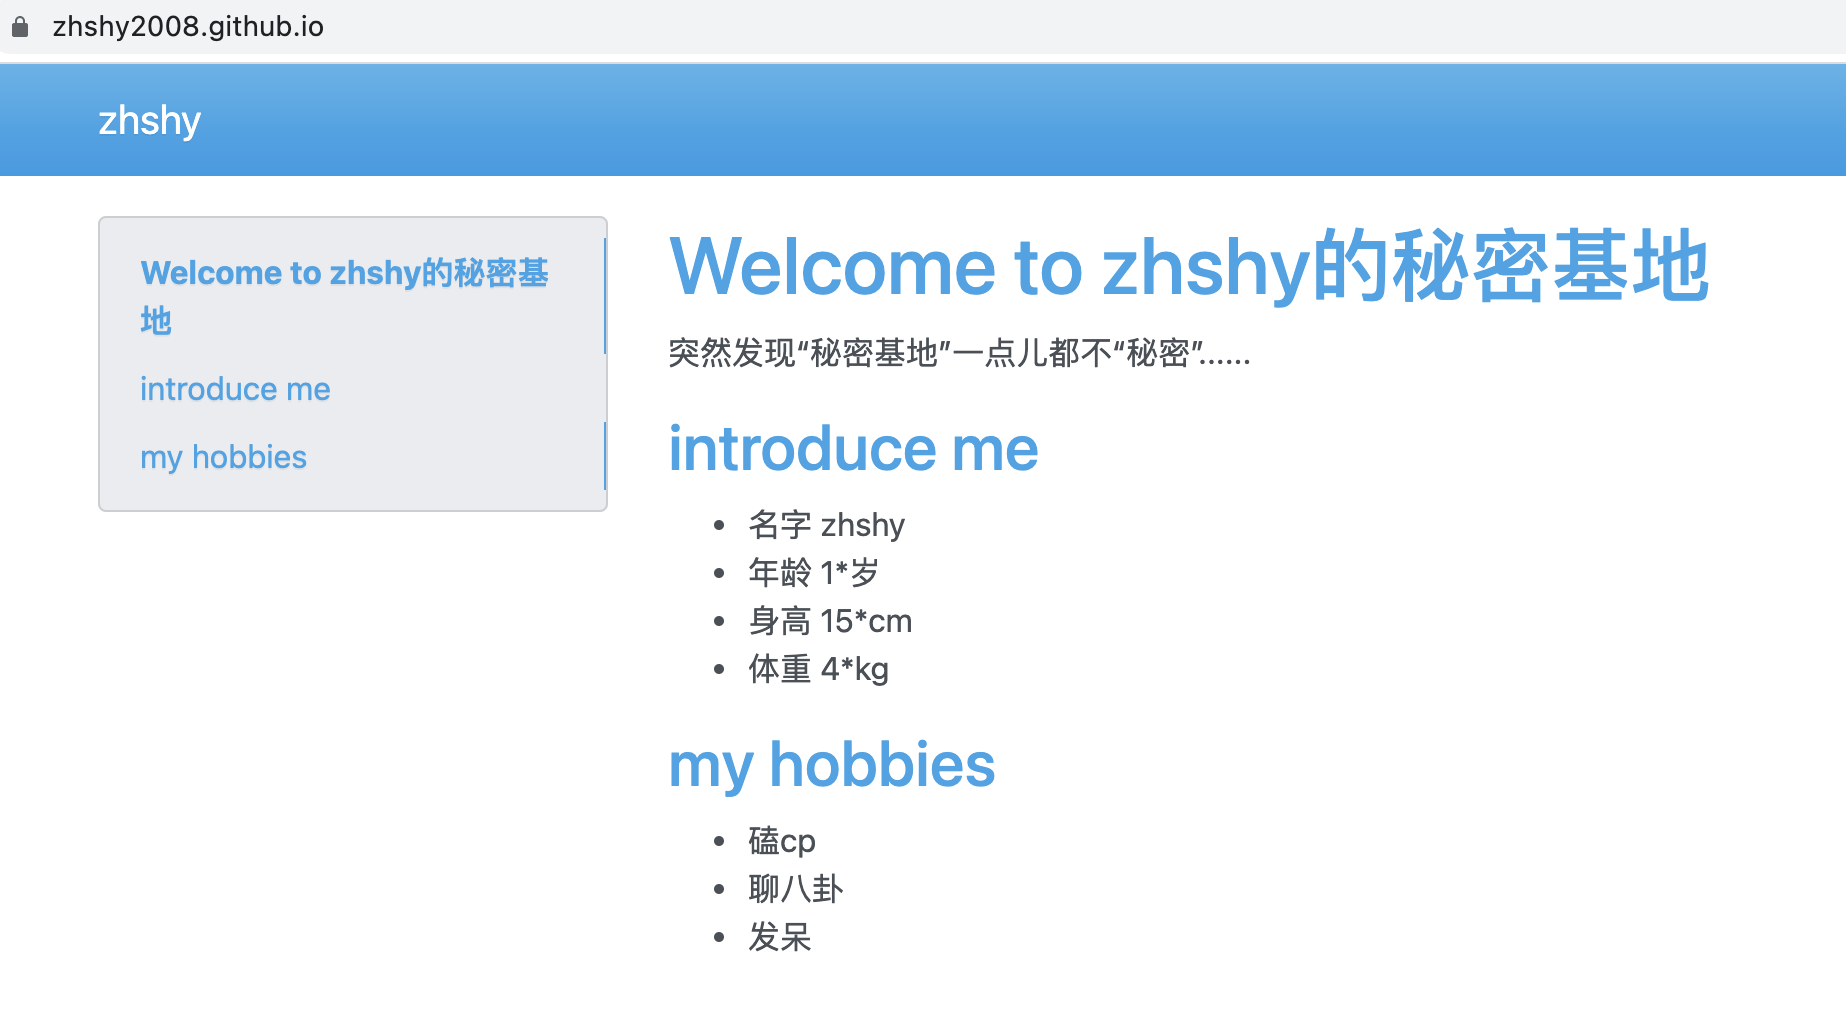 zhshy2008.github.io
zhshy
Welcome to zhshy的秘密基
地
introduce me
my hobbies
Welcome to zhshy的秘密基地
突然发现“秘密基地”一点儿都不“秘密”……
introduce me
名字 zhshy
年龄 1*岁
身高 15*cm
体重 4*kg
my hobbies
磕cp
聊八卦
发呆